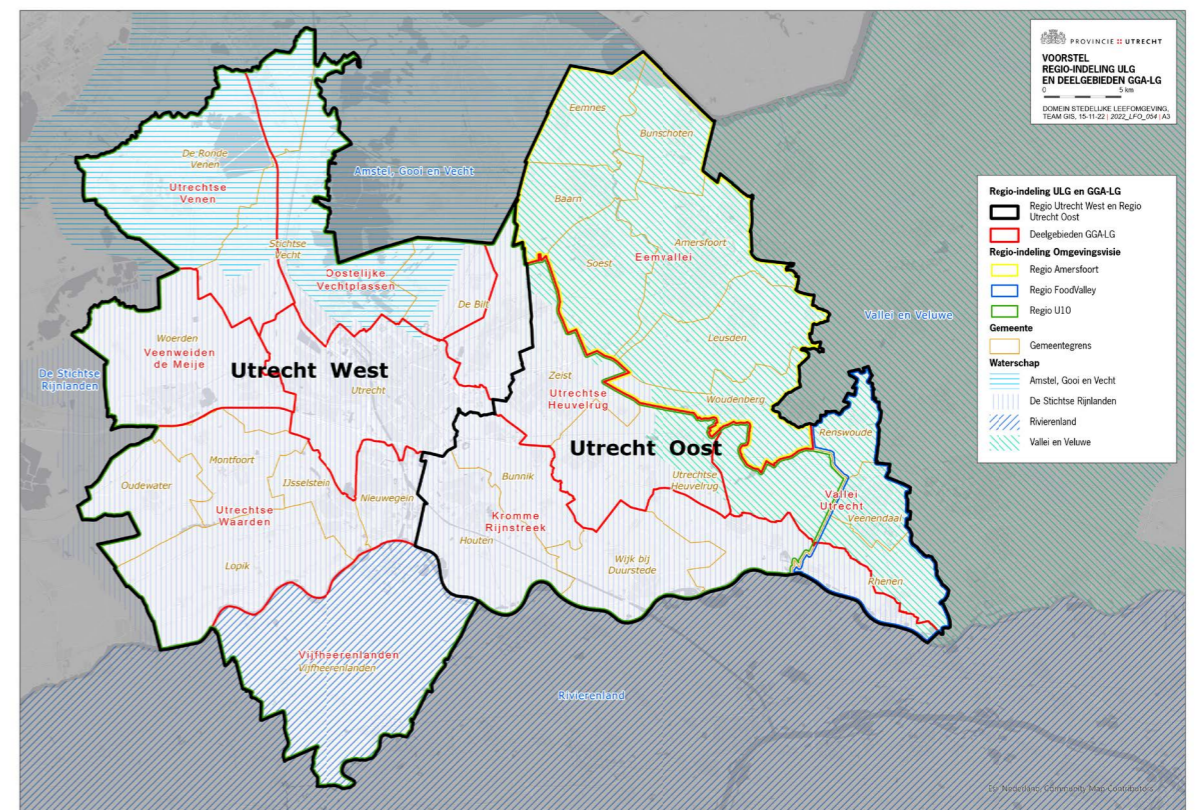 PROVINCIE :: UTRECHT
VOORSTEL
REGIO-INDELING ULG
EN DEELGEBIEDEN GGA-LG
0 5 km
DOMEIN STEDELIJKE LEEFOMGEVING,
TEAM GIS, 15-11-22 | 2022_LFO_054 | A3
Regio-indeling ULG en GGA-LG
Regio Utrecht West en Regio
Utrecht Oost
Deelgebieden GGA-LG
Regio-indeling Omgevingsvisie
Regio Amersfoort
Regio FoodValley
Regio U10
Gemeente
Gemeentegrens
Waterschap
Amstel, Gooi en Vecht
De Stichtse Rijnlanden
Rivierenland
Vallei en Veluwe
Eemnes
Bunschoten
De Ronde
Venen
Amstel, Gooi en Vecht
Utrechtse
Venen
Baarn
Stichtse
Vecht
Amersfoort
Eemvallei
Soest
Oostelijke
Vechtplassen
De Bilt
Vallei en Veluwe
Woerden
Veenweiden
de Meije
Leusden
De Stichtse
Rijnlanden
Utrecht West
Utrecht
Zeist
Utrechtse
Heuvelrug
Woudenberg
Renswoude
Utrecht Oost
Montfoort
Oudewater
IJsselstein
Nieuwegein
Bunnik
Utrechtse
Heuvelrug
Vallei
Utrecht
Veenendaal
Utrechtse
Waarden
Kromme
Rijnstreek
Houten
Lopik
Wijk bij
Duurstede
Rhenen
Vijfheerenlanden
Vijfheerenlanden
Rivierenland
Esri Nederland, Community Map Contributors